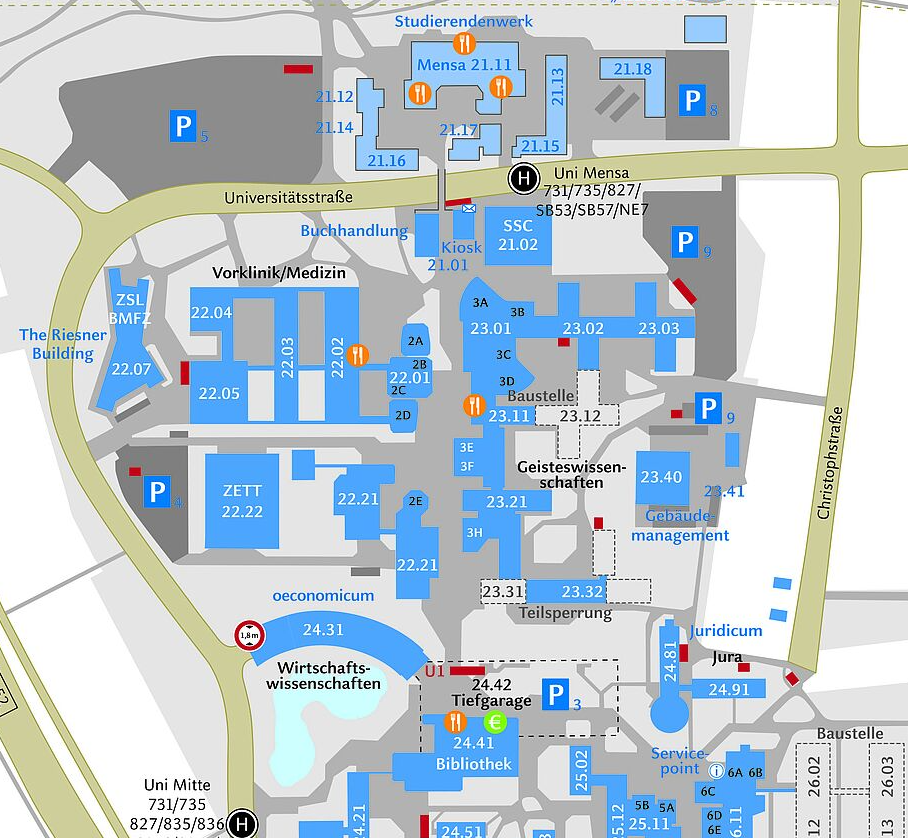 Studierendenwerk
Mensa 21.11
21.12
21.14
21.16
21.17
21.13
21.15
21.18
P 8
P 5
H
Uni Mensa
731/735/827/
SB53/SB57/NE7
Universitätsstraße
Buchhandlung
Kiosk
21.01
SSC
21.02
P 9
Vorklinik/Medizin
ZSL
BMFZ
The Riesner
Building
22.07
22.04
22.03
22.02
22.05
2A
2B
22.01
2C
2D
3A
3B
23.01
23.02
23.03
3C
3D
Baustelle
23.11
23.12
P 9
3E
3F
Geisteswissen-
schaften
23.40
23.41
Gebäude-
management
Christophstraße
P 4
ZETT
22.22
22.21
2E
22.21
23.21
3H
23.31
23.32
Teilsperrung
oeconomicum
24.31
1,8m
Wirtschafts-
wissenschaften
U1
24.42
Tiefgarage
P 3
€
24.41
Bibliothek
Juridicum
Jura
24.81
24.91
Baustelle
Service-
point
i
6A 6B
6C
6D
6E
25.02
5B
5A
25.11
26.02
26.03
Uni Mitte
731/735
827/835/836
H
24.51